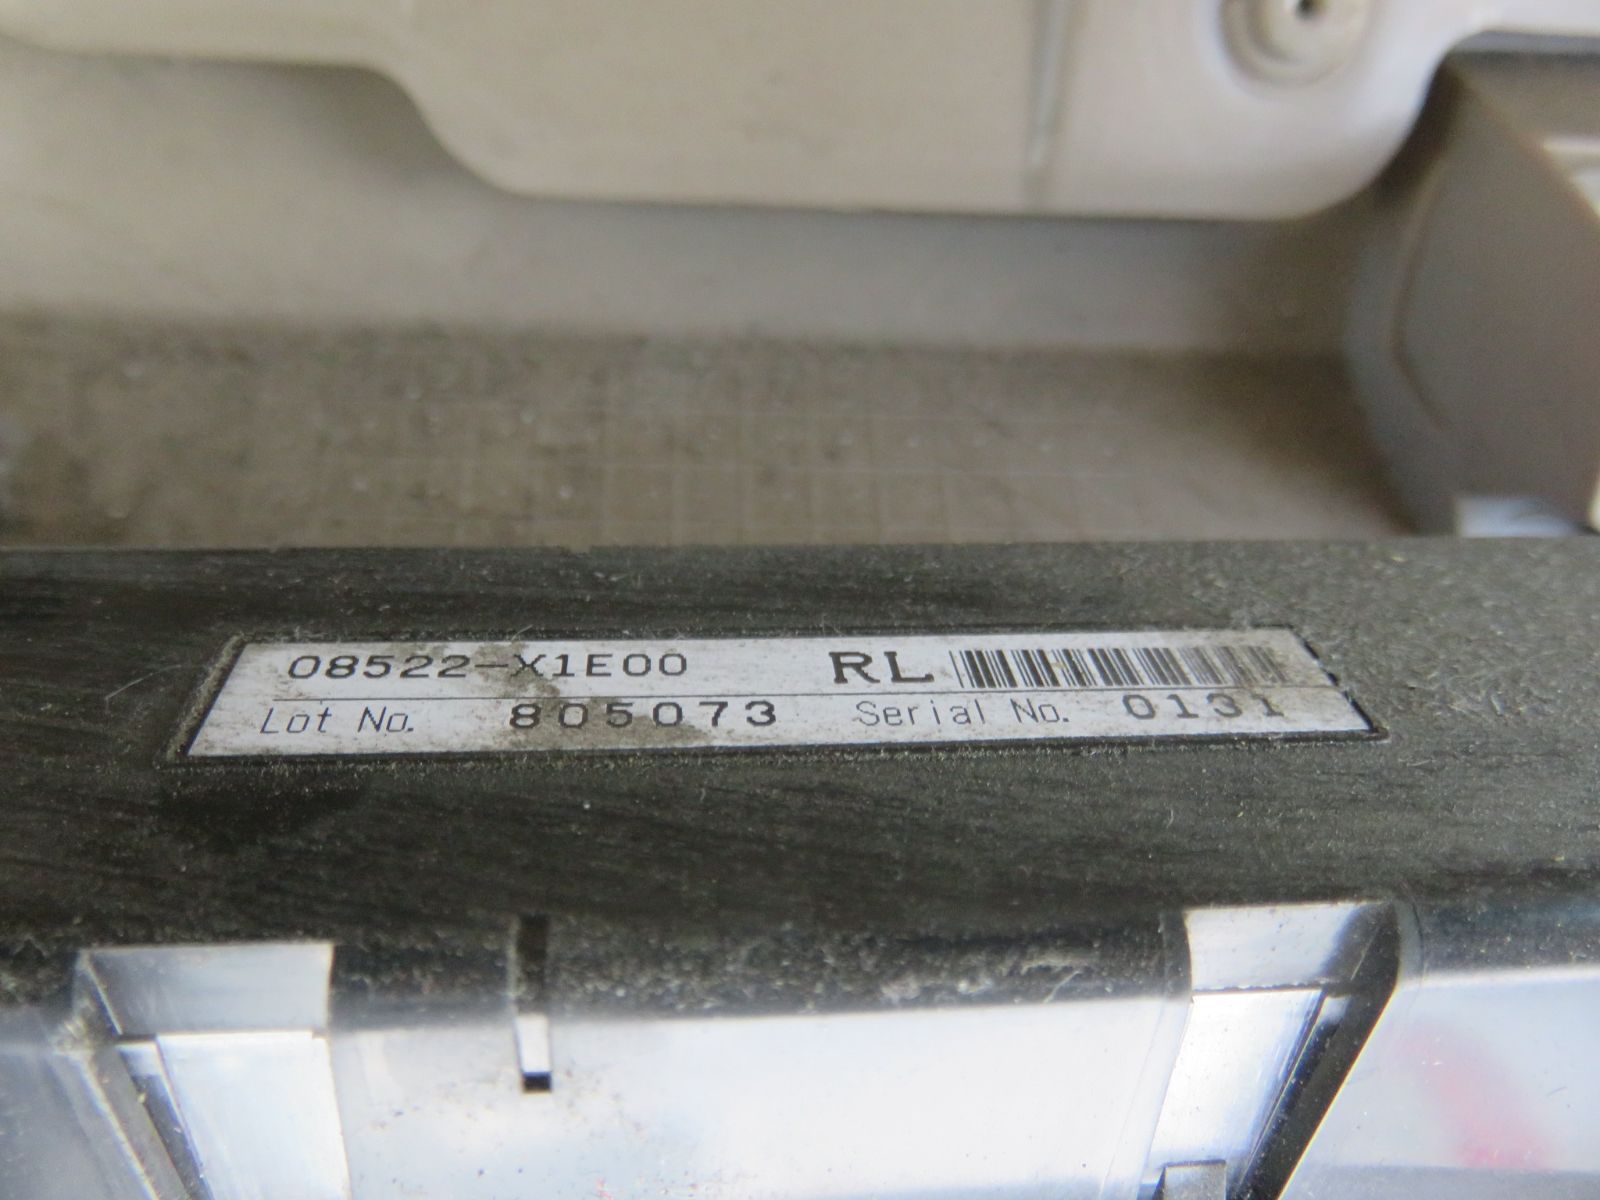 08522-X1E00 RL
Lot No. 805073 Serial No. 0131